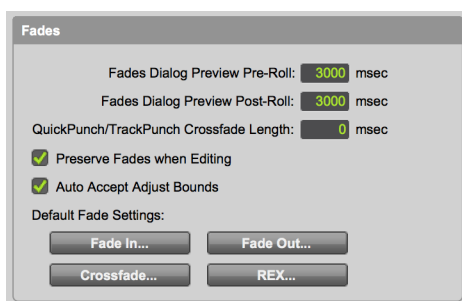 Fades
Fades Dialog Preview Pre-Roll: 3000 msec
Fades Dialog Preview Post-Roll: 3000 msec
QuickPunch/TrackPunch Crossfade Length: 0 msec
Preserve Fades when Editing
Auto Accept Adjust Bounds
Default Fade Settings:
Fade In... Fade Out...
Crossfade... REX...